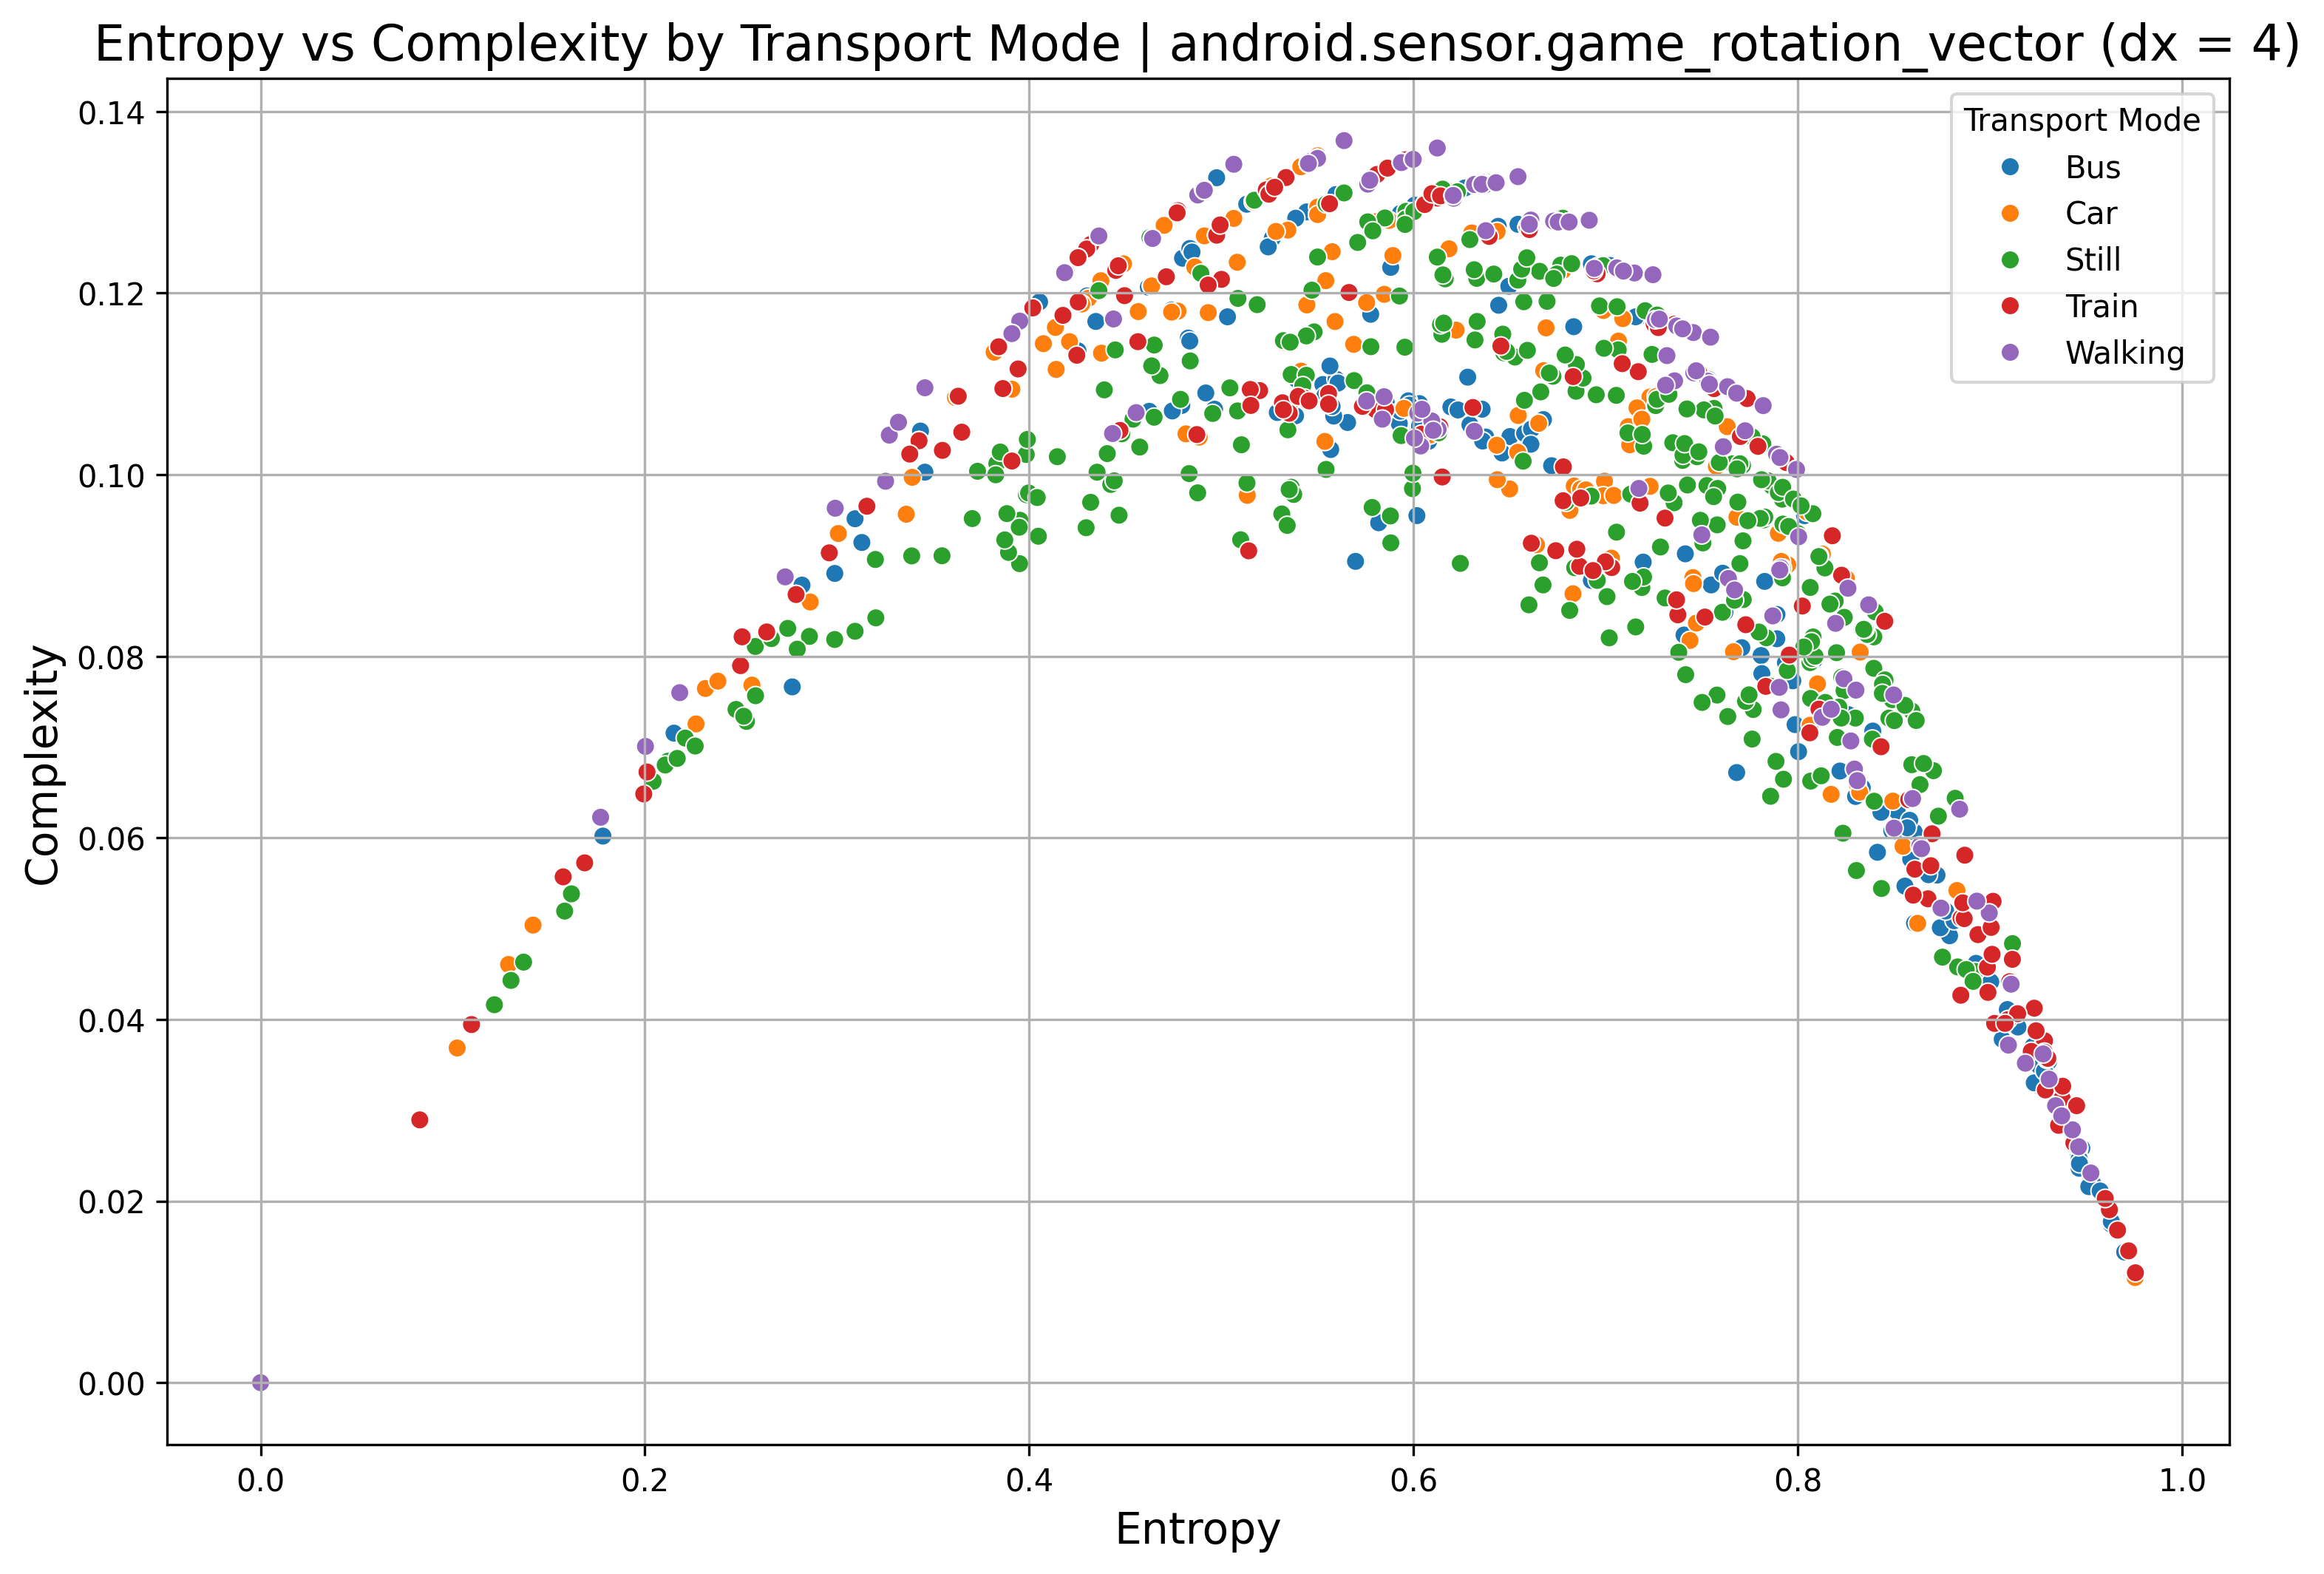 Entropy vs Complexity by Transport Mode | android.sensor.game_rotation_vector (dx = 4)
Transport Mode
Bus
Car
Still
Train
Walking
Complexity
0.14
0.12
0.10
0.08
0.06
0.04
0.02
0.00
0.0 0.2 0.4 0.6 0.8 1.0
Entropy